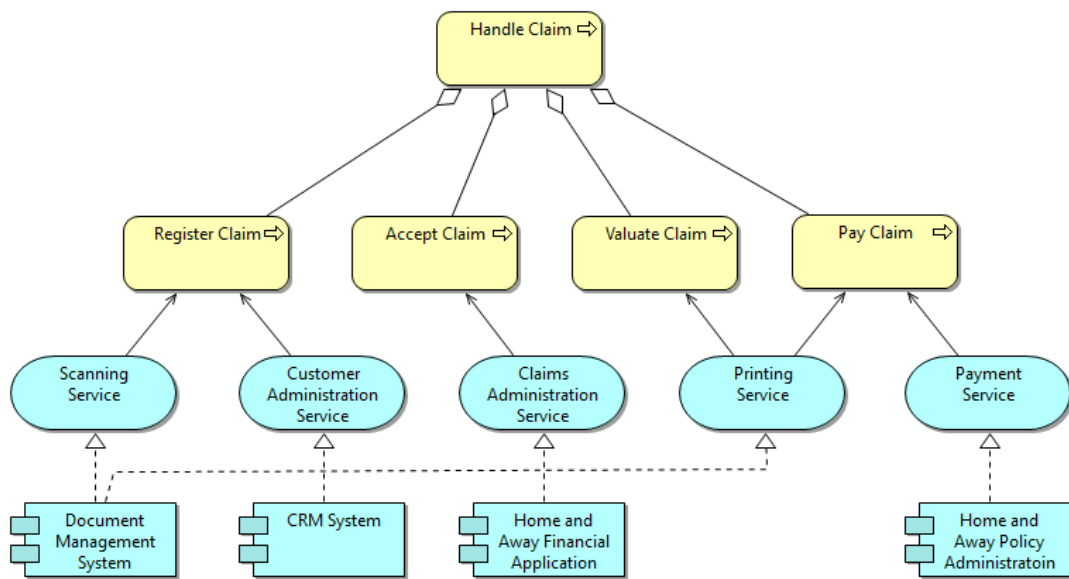 Handle Claim
Register Claim
Accept Claim
Valuate Claim
Pay Claim
Scanning
Service
Customer
Administration
Service
Claims
Administration
Service
Printing
Service
Payment
Service
Document
Management
System
CRM System
Home and
Away Financial
Application
Home and
Away Policy
Administratoin